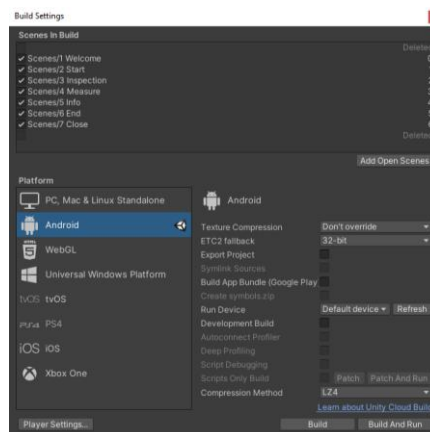 Build Settings
Scenes In Build
Deleted
Scenes/1 Welcome
Scenes/2 Start
Scenes/3 Inspection
Scenes/4 Measure
Scenes/5 Info
Scenes/6 End
Scenes/7 Close
Deleted
Add Open Scenes
Platform
PC, Mac & Linux Standalone
Android
WebGL
Universal Windows Platform
tvOS tvOS
PS4
iOS iOS
Xbox One
Android
Texture Compression Don't override
ETC2 fallback 32-bit
Export Project
Symlink Sources
Build App Bundle (Google Play
Create symbols.zip
Run Device Default device Refresh
Development Build
Autoconnect Profiler
Deep Profiling
Script Debugging
Scripts Only Build Patch Patch And Run
Compression Method LZ4
Learn about Unity Cloud Build
Player Settings... Build Build And Run